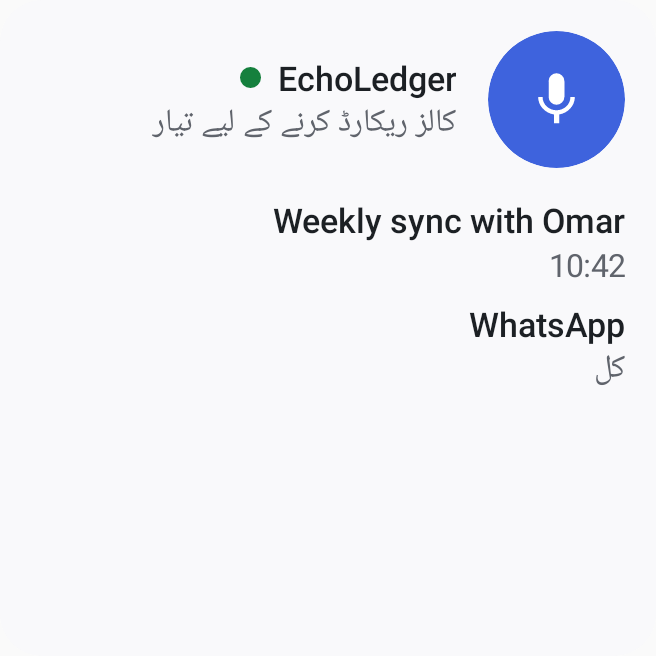 EchoLedger
کالز ریکارڈ کرنے کے لیے تیار
Weekly sync with Omar
10:42
WhatsApp
کل